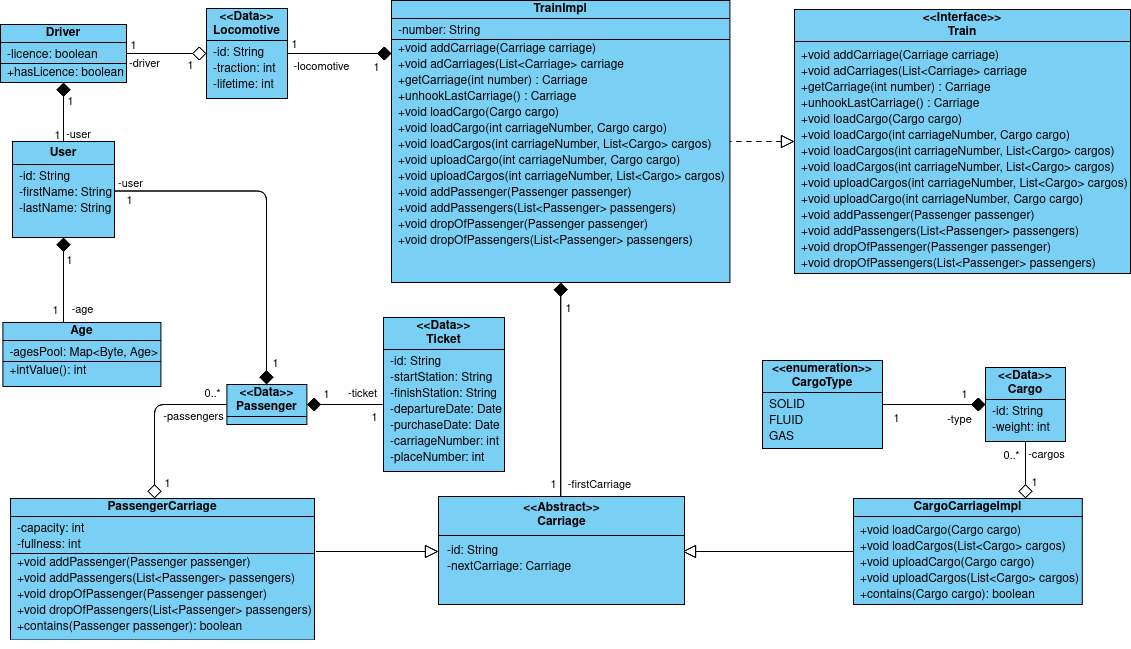 Driver
-licence: boolean
+hasLicence: boolean
1
-driver
1
<<Data>>
Locomotive
-id: String
-traction: int
-lifetime: int
1
-locomotive
1
TrainImpl
-number: String
+void addCarriage(Carriage carriage)
+void adCarriages(List<Carriage> carriage
+getCarriage(int number) : Carriage
+unhookLastCarriage() : Carriage
+void loadCargo(Cargo cargo)
+void loadCargo(int carriageNumber, Cargo cargo)
+void loadCargos(int carriageNumber, List<Cargo> cargos)
+void uploadCargo(int carriageNumber, Cargo cargo)
+void uploadCargos(int carriageNumber, List<Cargo> cargos)
+void addPassenger(Passenger passenger)
+void addPassengers(List<Passenger> passengers)
+void dropOfPassenger(Passenger passenger)
+void dropOfPassengers(List<Passenger> passengers)
<<Interface>>
Train
+void addCarriage(Carriage carriage)
+void adCarriages(List<Carriage> carriage
+getCarriage(int number) : Carriage
+unhookLastCarriage() : Carriage
+void loadCargo(Cargo cargo)
+void loadCargo(int carriageNumber, Cargo cargo)
+void loadCargos(int carriageNumber, List<Cargo> cargos)
+void loadCargos(int carriageNumber, List<Cargo> cargos)
+void uploadCargos(int carriageNumber, List<Cargo> cargos)
+void uploadCargo(int carriageNumber, Cargo cargo)
+void addPassenger(Passenger passenger)
+void addPassengers(List<Passenger> passengers)
+void dropOfPassenger(Passenger passenger)
+void dropOfPassengers(List<Passenger> passengers)
1
1
-user
User
-id: String
-firstName: String
-lastName: String
-user
1
1
1
-age
Age
-agesPool: Map<Byte, Age>
+intValue(): int
1
<<Data>>
Passenger
0..*
-passengers
1
-ticket
1
<<Data>>
Ticket
-id: String
-startStation: String
-finishStation: String
-departureDate: Date
-purchaseDate: Date
-carriageNumber: int
-placeNumber: int
1
1
-firstCarriage
<<enumeration>>
CargoType
SOLID
FLUID
GAS
1
1
-type
<<Data>>
Cargo
-id: String
-weight: int
0..*
-cargos
1
1
PassengerCarriage
-capacity: int
-fullness: int
+void addPassenger(Passenger passenger)
+void addPassengers(List<Passenger> passengers)
+void dropOfPassenger(Passenger passenger)
+void dropOfPassengers(List<Passenger> passengers)
+contains(Passenger passenger): boolean
<<Abstract>>
Carriage
-id: String
-nextCarriage: Carriage
CargoCarriageImpl
+void loadCargo(Cargo cargo)
+void loadCargos(List<Cargo> cargos)
+void uploadCargo(Cargo cargo)
+void uploadCargos(List<Cargo> cargos)
+contains(Cargo cargo): boolean